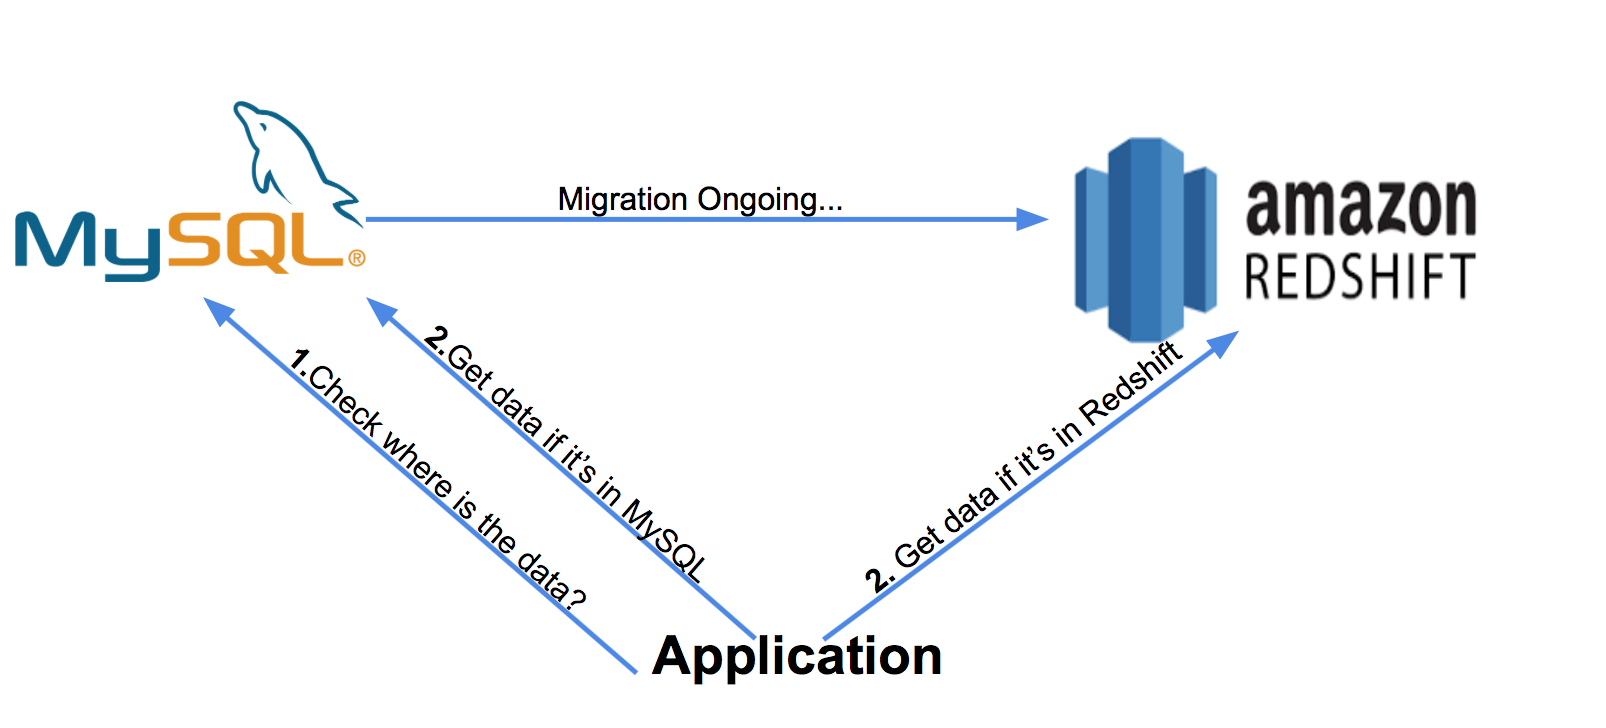 MySQL®
Migration Ongoing...
amazon
REDSHIFT
1.Check where is the data?
2.Get data if it's in MySQL
2. Get data if it's in Redshift
Application